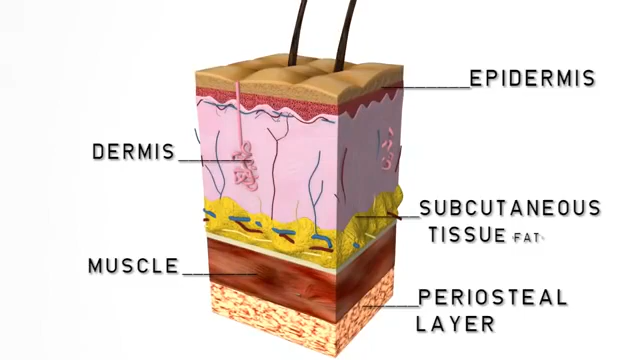 EPIDERMIS
DERMIS
SUBCUTANEOUS
TISSUE FAT
MUSCLE
PERIOSTEAL
LAYER